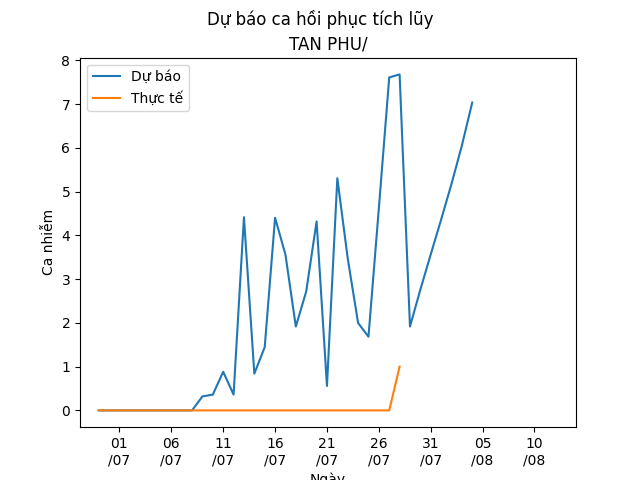 Dự báo ca hồi phục tích lũy
TAN PHU/
Dự báo
Thực tế
Ca nhiễm
8
7
6
5
4
3
2
1
0
01 06 11 16 21 26 31 05 10
/07 /07 /07 /07 /07 /07 /07 /08 /08
Ngày